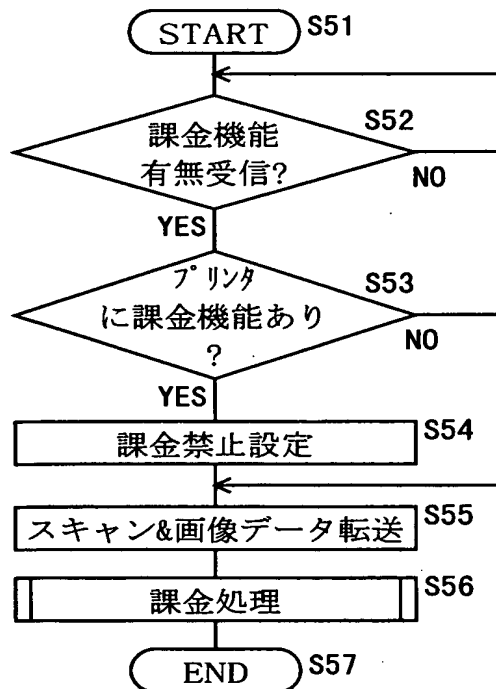 START S51
課金機能 S52
有無受信?
NO
YES
プリンタ S53
に課金機能あり
?
NO
YES
課金禁止設定 S54
スキャン&画像データ転送 S55
課金処理 S56
END S57